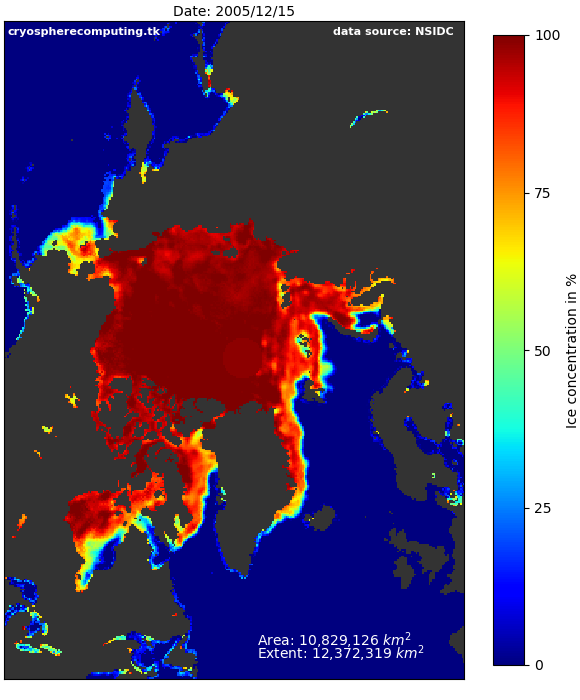 Date: 2005/12/15
cryospherecomputing.tk data source: NSIDC
100
75
50
25
0
Ice concentration in %
Area: 10,829,126 km²
Extent: 12,372,319 km²